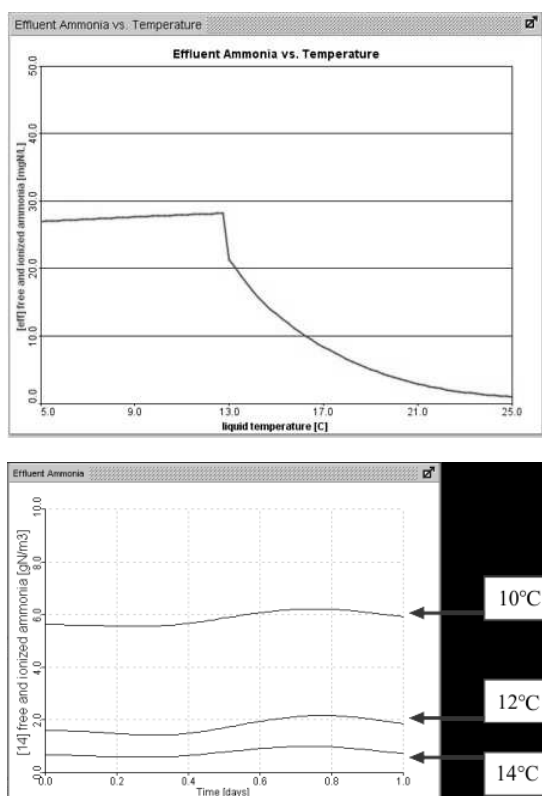 Effluent Ammonia vs. Temperature
Effluent Ammonia vs. Temperature
[eff] free and ionized ammonia [mgN/L]
50.0
40.0
30.0
20.0
10.0
0.0
5.0 9.0 13.0 17.0 21.0 25.0
liquid temperature [C]
Effluent Ammonia
[14] free and ionized ammonia [gN/m3]
10.0
8.0
6.0
4.0
2.0
0.0
10°C
12°C
14°C
0.0 0.2 0.4 0.6 0.8 1.0
Time [days]